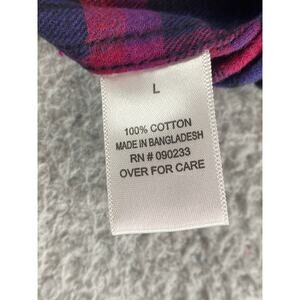 L
100% COTTON
MADE IN BANGLADESH
RN # 090233
OVER FOR CARE